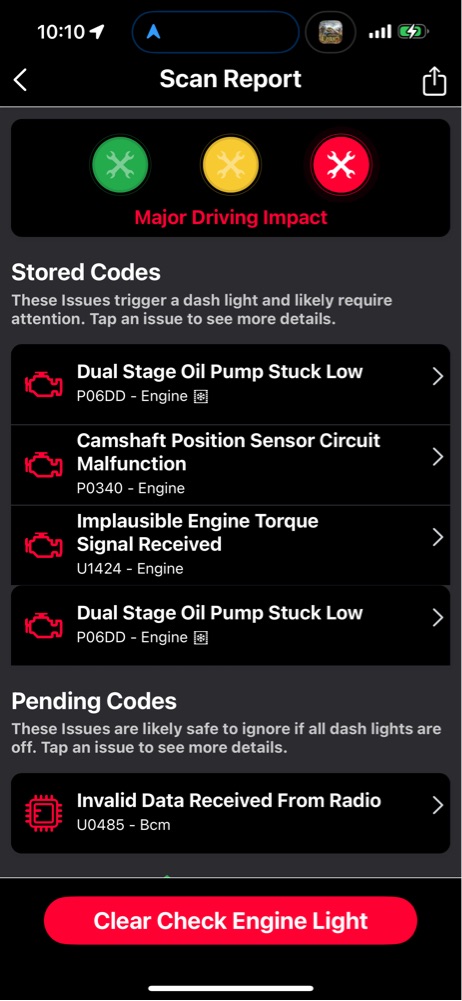 10:10
Scan Report
Major Driving Impact
Stored Codes
These Issues trigger a dash light and likely require
attention. Tap an issue to see more details.
Dual Stage Oil Pump Stuck Low
P06DD - Engine
Camshaft Position Sensor Circuit
Malfunction
P0340 - Engine
Implausible Engine Torque
Signal Received
U1424 - Engine
Dual Stage Oil Pump Stuck Low
P06DD - Engine
Pending Codes
These Issues are likely safe to ignore if all dash lights are
off. Tap an issue to see more details.
Invalid Data Received From Radio
U0485 - Bcm
Clear Check Engine Light